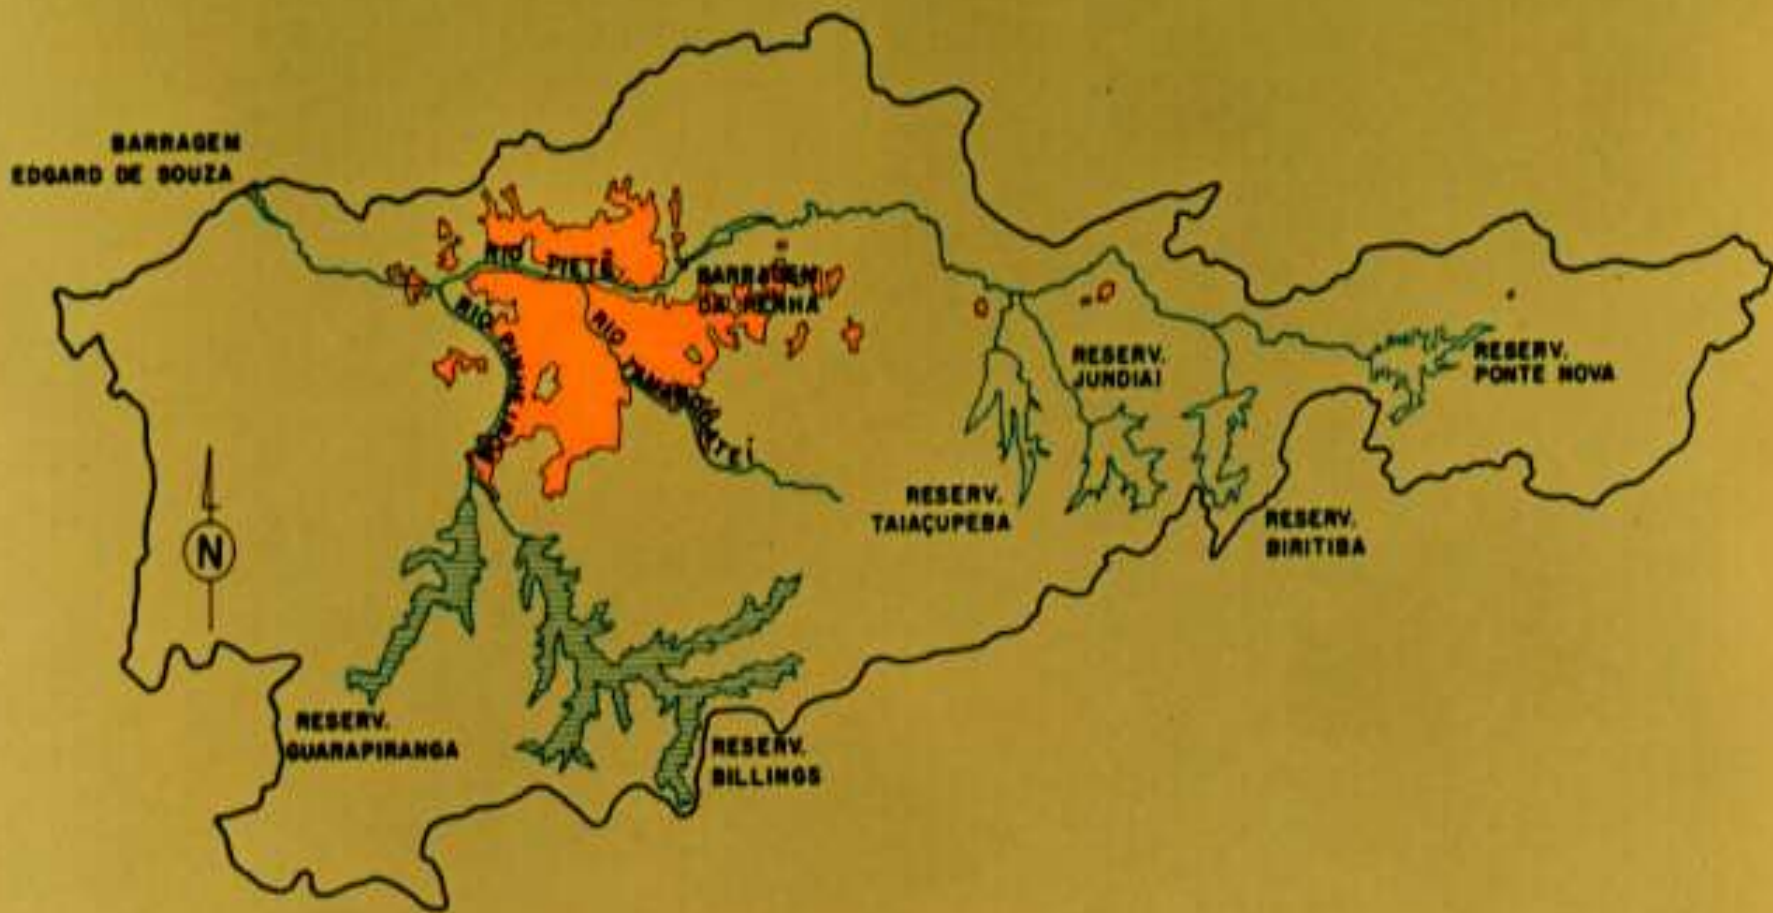 BARRAGEM
EDGARD DE SOUZA
RIO TIETÊ
BARRAGEM
DA PENHA
RIO PINHEIROS
RIO TAMANDUATEÍ
RESERV.
JUNDIAI
RESERV.
PONTE NOVA
RESERV.
TAIAÇUPEBA
RESERV.
BIRITIBA
N
RESERV.
GUARAPIRANGA
RESERV.
BILLINGS